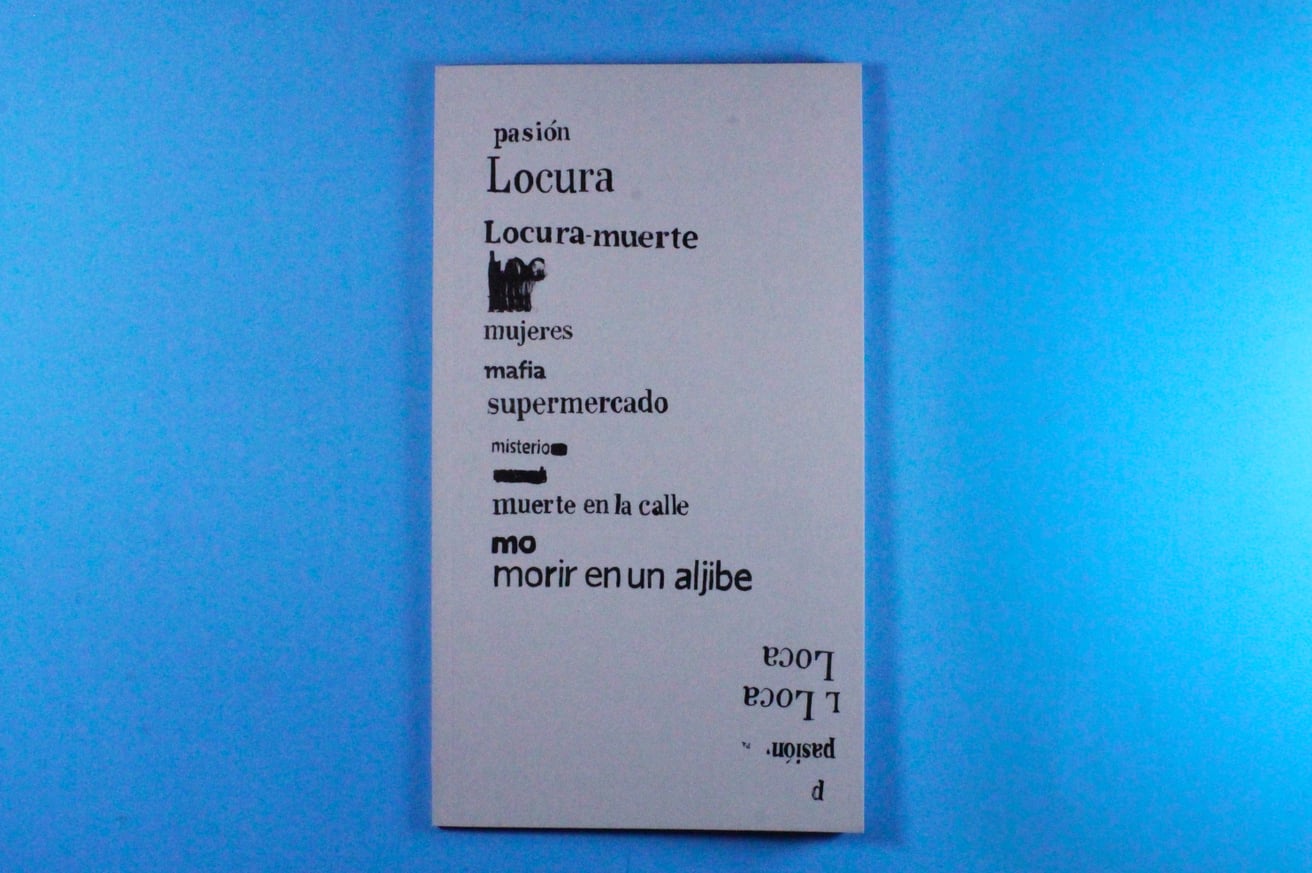 pasión
Locura
Locura-muerte
Loc
mujeres
mafia
supermercado
misterio
muerte en la calle
mo
morir en un aljibe
p
pasión.
L Loca
Loca